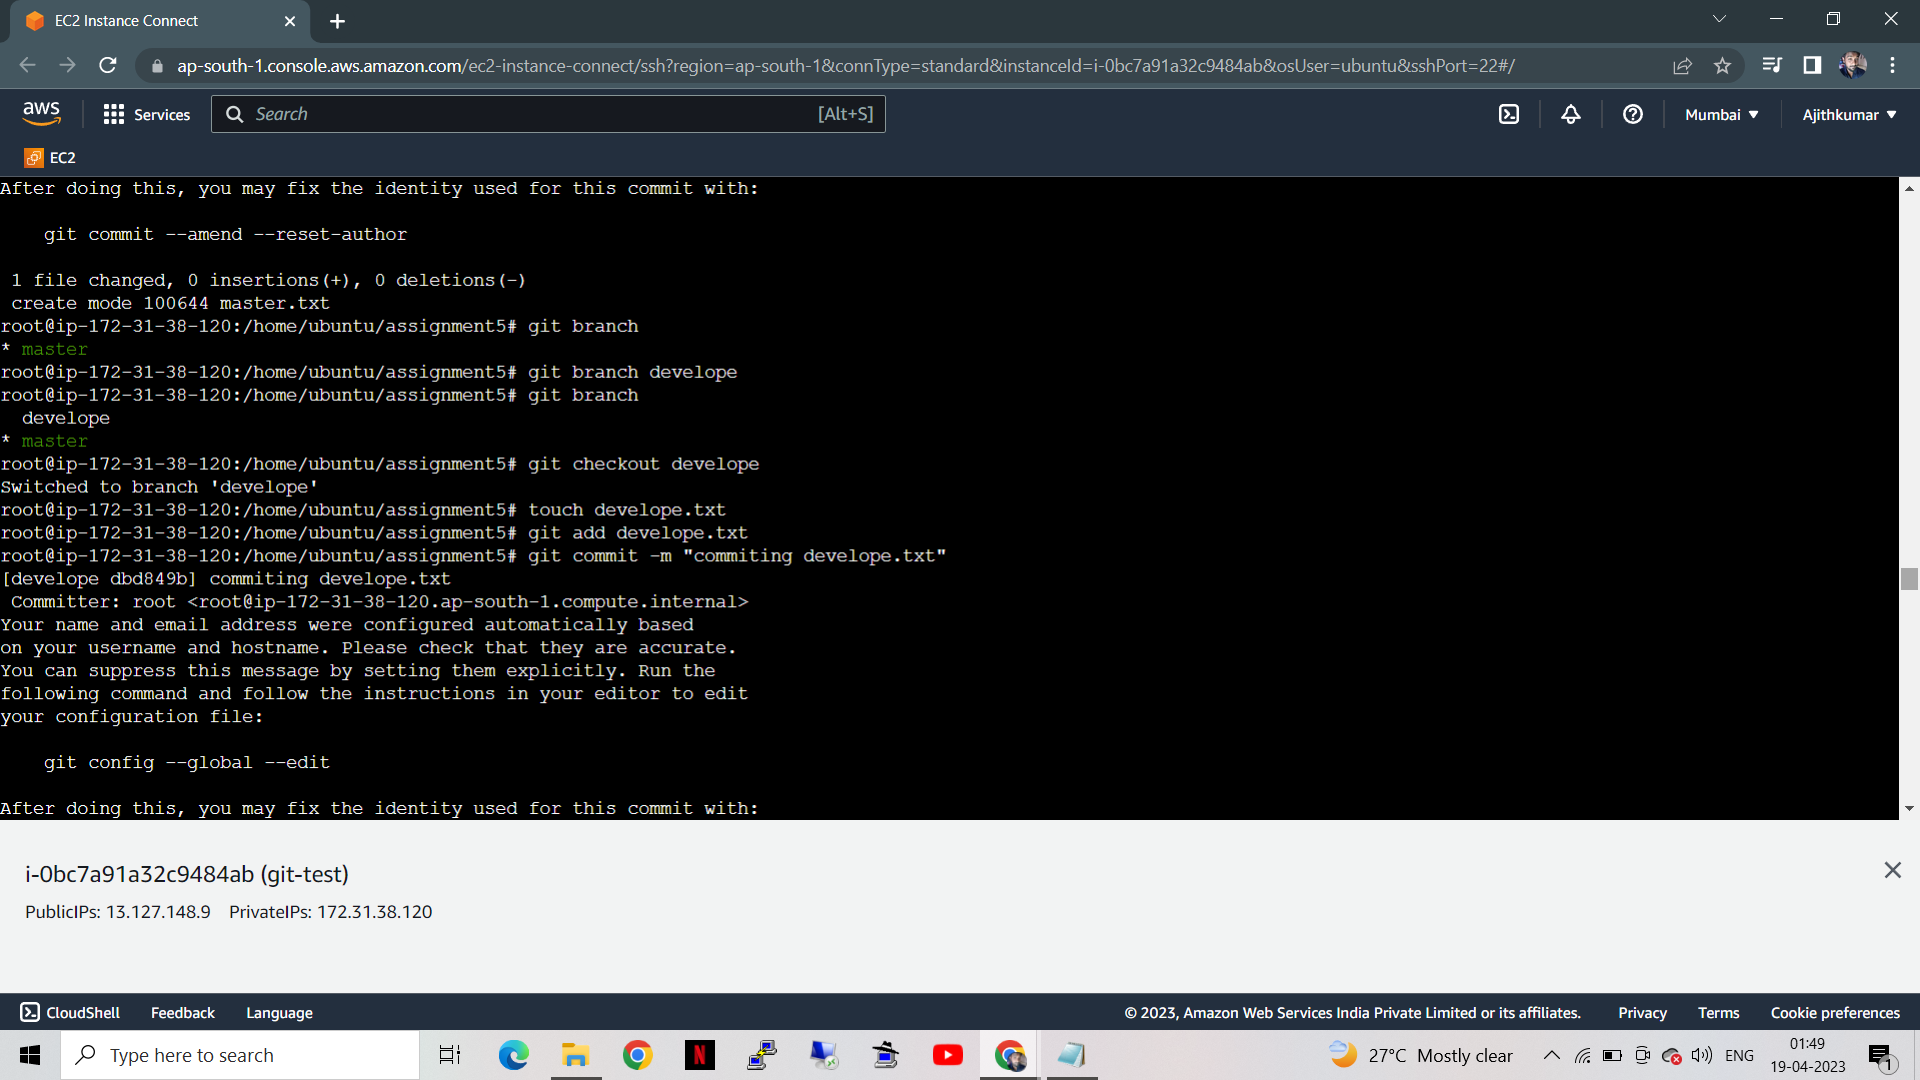 EC2 Instance Connect
ap-south-1.console.aws.amazon.com/ec2-instance-connect/ssh?region=ap-south-1&connType=standard&instanceId=i-0bc7a91a32c9484ab&osUser=ubuntu&sshPort=22#/
aws Services Search [Alt+S] Mumbai Ajithkumar
EC2
After doing this, you may fix the identity used for this commit with:
git commit --amend --reset-author
1 file changed, 0 insertions(+), 0 deletions(-)
create mode 100644 master.txt
root@ip-172-31-38-120:/home/ubuntu/assignment5# git branch
* master
root@ip-172-31-38-120:/home/ubuntu/assignment5# git branch develope
root@ip-172-31-38-120:/home/ubuntu/assignment5# git branch
develope
* master
root@ip-172-31-38-120:/home/ubuntu/assignment5# git checkout develope
Switched to branch 'develope'
root@ip-172-31-38-120:/home/ubuntu/assignment5# touch develope.txt
root@ip-172-31-38-120:/home/ubuntu/assignment5# git add develope.txt
root@ip-172-31-38-120:/home/ubuntu/assignment5# git commit -m "commiting develope.txt"
[develope dbd849b] commiting develope.txt
Committer: root <root@ip-172-31-38-120.ap-south-1.compute.internal>
Your name and email address were configured automatically based
on your username and hostname. Please check that they are accurate.
You can suppress this message by setting them explicitly. Run the
following command and follow the instructions in your editor to edit
your configuration file:
git config --global --edit
After doing this, you may fix the identity used for this commit with:
i-0bc7a91a32c9484ab (git-test)
PublicIPs: 13.127.148.9 PrivateIPs: 172.31.38.120
CloudShell Feedback Language © 2023, Amazon Web Services India Private Limited or its affiliates. Privacy Terms Cookie preferences
Type here to search N 27°C Mostly clear ENG 01:49
19-04-2023 1